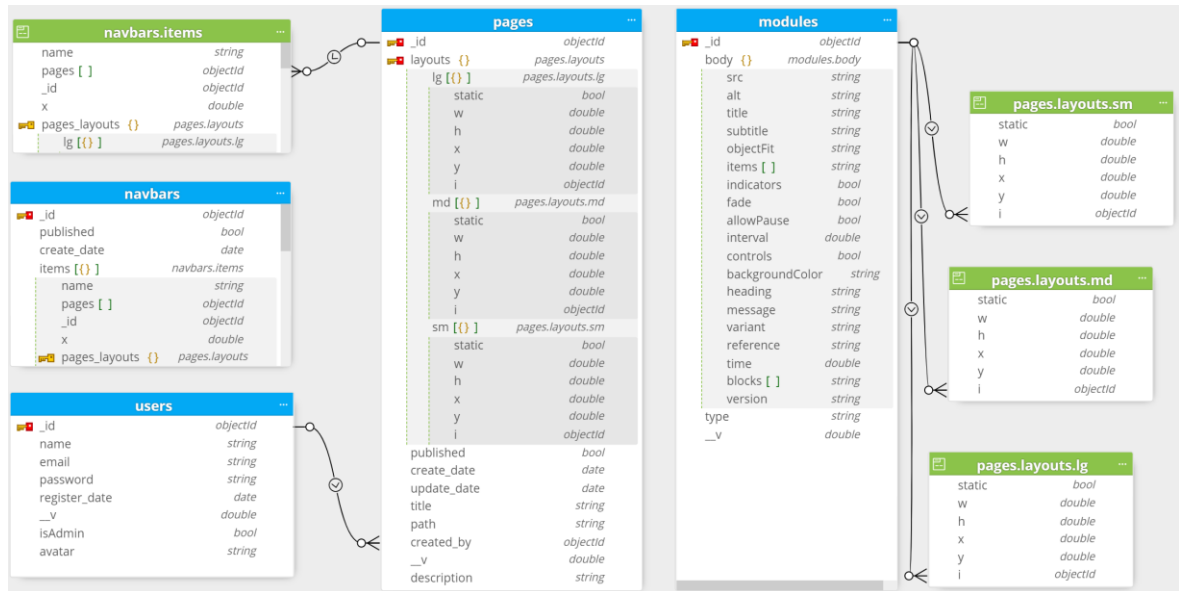 navbars.items ...
name string
pages [ ] objectId
_id objectId
x double
pages_layouts {} pages.layouts
lg [{} ] pages.layouts.lg
navbars ...
_id objectId
published bool
create_date date
items [{} ] navbars.items
name string
pages [ ] objectId
_id objectId
x double
pages_layouts {} pages.layouts
users ...
_id objectId
name string
email string
password string
register_date date
__v double
isAdmin bool
avatar string
pages ...
_id objectId
layouts {} pages.layouts
lg [{} ] pages.layouts.lg
static bool
w double
h double
x double
y double
i objectId
md [{} ] pages.layouts.md
static bool
w double
h double
x double
y double
i objectId
sm [{} ] pages.layouts.sm
static bool
w double
h double
x double
y double
i objectId
published bool
create_date date
update_date date
title string
path string
created_by objectId
__v double
description string
modules ...
_id objectId
body {} modules.body
src string
alt string
title string
subtitle string
objectFit string
items [ ] string
indicators bool
fade bool
allowPause bool
interval double
controls bool
backgroundColor string
heading string
message string
variant string
reference string
time double
blocks [ ] string
version string
type string
__v double
pages.layouts.sm ...
static bool
w double
h double
x double
y double
i objectId
pages.layouts.md ...
static bool
w double
h double
x double
y double
i objectId
pages.layouts.lg ...
static bool
w double
h double
x double
y double
i objectId